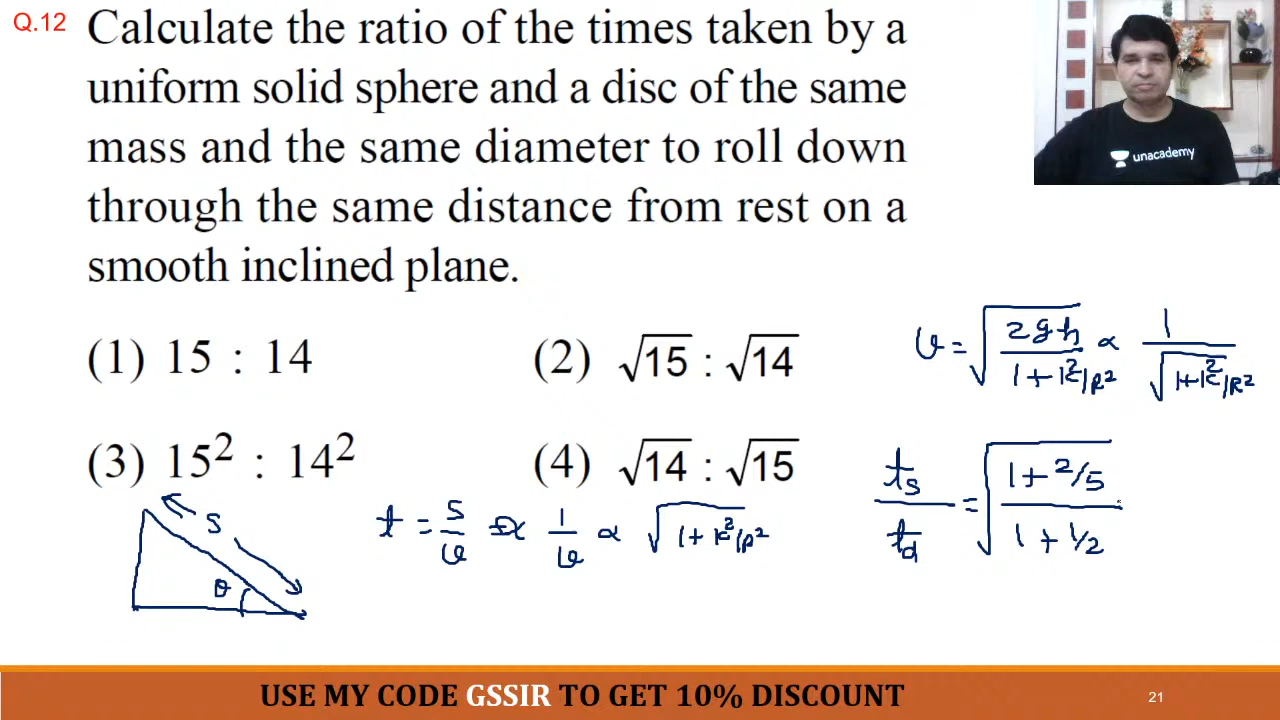 Q.12
Calculate the ratio of the times taken by a
uniform solid sphere and a disc of the same
mass and the same diameter to roll down
through the same distance from rest on a
smooth inclined plane.
(1) 15 : 14
(2) √15 : √14
(3) 15² : 14²
(4) √14 : √15
unacademy
v = √(2gh / 1+K²/R²) ∝ 1 / √(1+K²/R²)
ts / td = √(1+2/5 / 1+1/2)
t = s/v ∝ 1/v ∝ √(1+K²/R²)
S
θ
USE MY CODE GSSIR TO GET 10% DISCOUNT
21